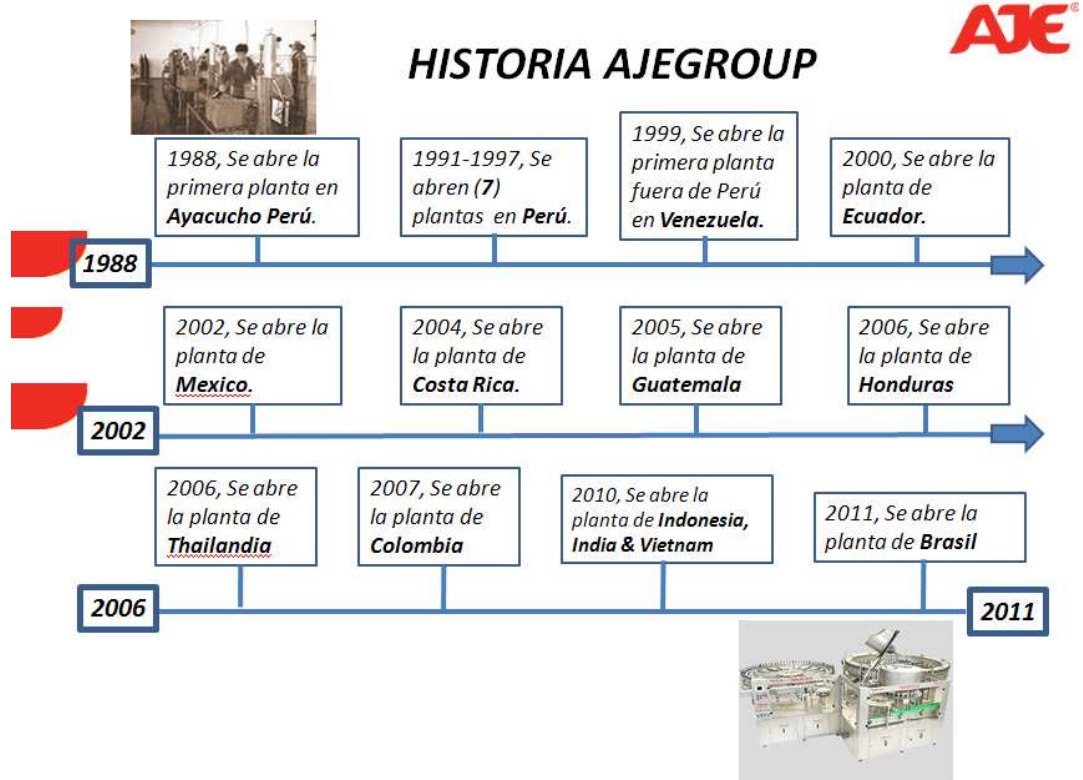 AJE®
HISTORIA AJEGROUP
1988, Se abre la
primera planta en
Ayacucho Perú.
1991-1997, Se
abren (7)
plantas en Perú.
1999, Se abre la
primera planta
fuera de Perú
en Venezuela.
2000, Se abre la
planta de
Ecuador.
1988
2002, Se abre la
planta de
Mexico.
2004, Se abre
la planta de
Costa Rica.
2005, Se abre
la planta de
Guatemala
2006, Se abre
la planta de
Honduras
2002
2006, Se abre
la planta de
Thailandia
2007, Se abre
la planta de
Colombia
2010, Se abre la
planta de Indonesia,
India & Vietnam
2011, Se abre la
planta de Brasil
2006
2011